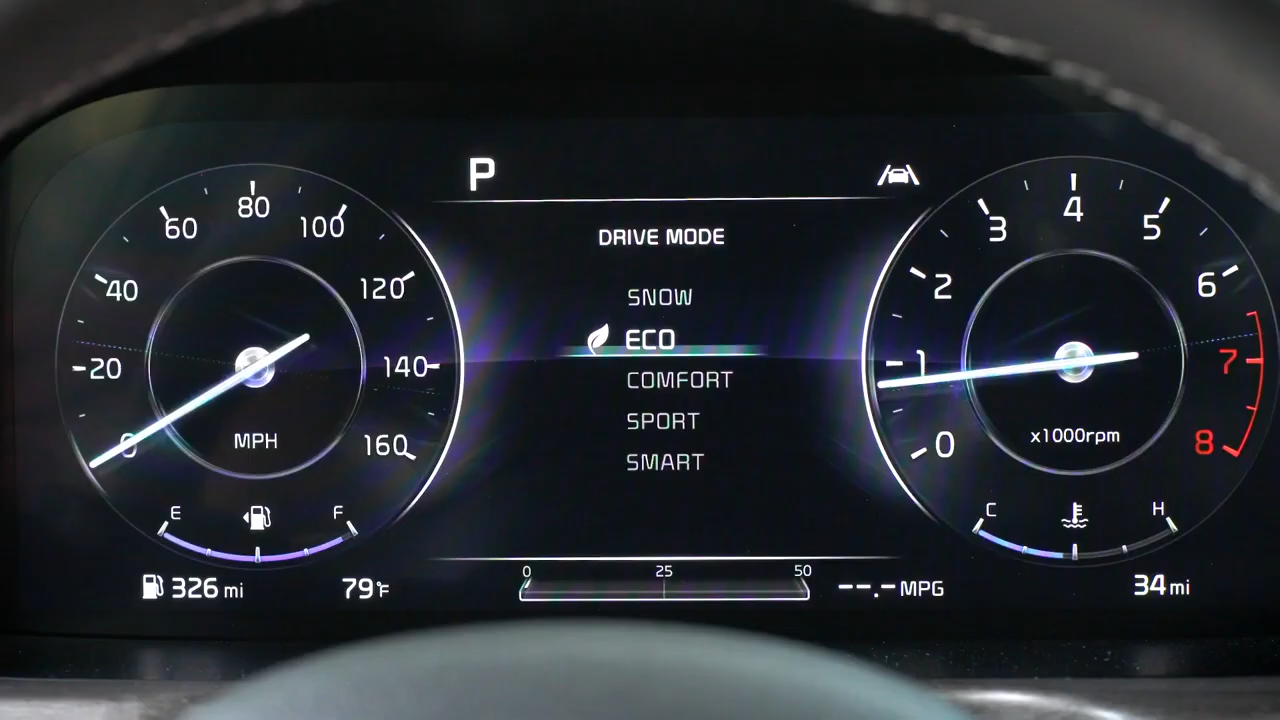 P
DRIVE MODE
SNOW
ECO
COMFORT
SPORT
SMART
0
20
40
60
80
100
120
140
160
MPH
E
F
326 mi
79°F
0 25 50
--.- MPG
0
1
2
3
4
5
6
7
8
x1000rpm
C
H
34 mi